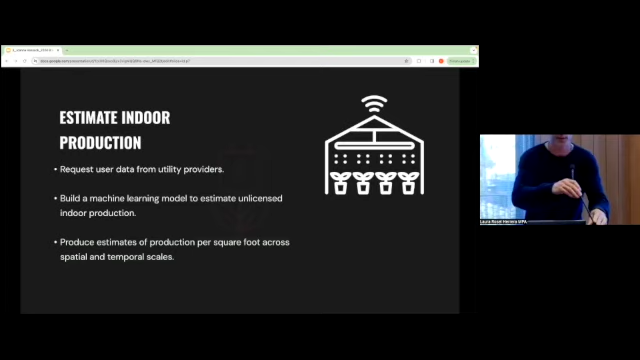 ESTIMATE INDOOR
PRODUCTION
• Request user data from utility providers.
• Build a machine learning model to estimate unlicensed
indoor production.
• Produce estimates of production per square foot across
spatial and temporal scales.